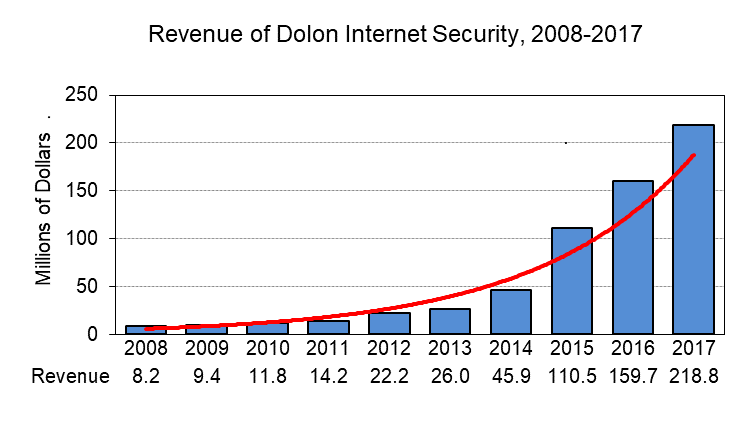 Revenue of Dolon Internet Security, 2008-2017
Millions of Dollars .
250
200
150
100
50
0
2008 2009 2010 2011 2012 2013 2014 2015 2016 2017
Revenue 8.2 9.4 11.8 14.2 22.2 26.0 45.9 110.5 159.7 218.8